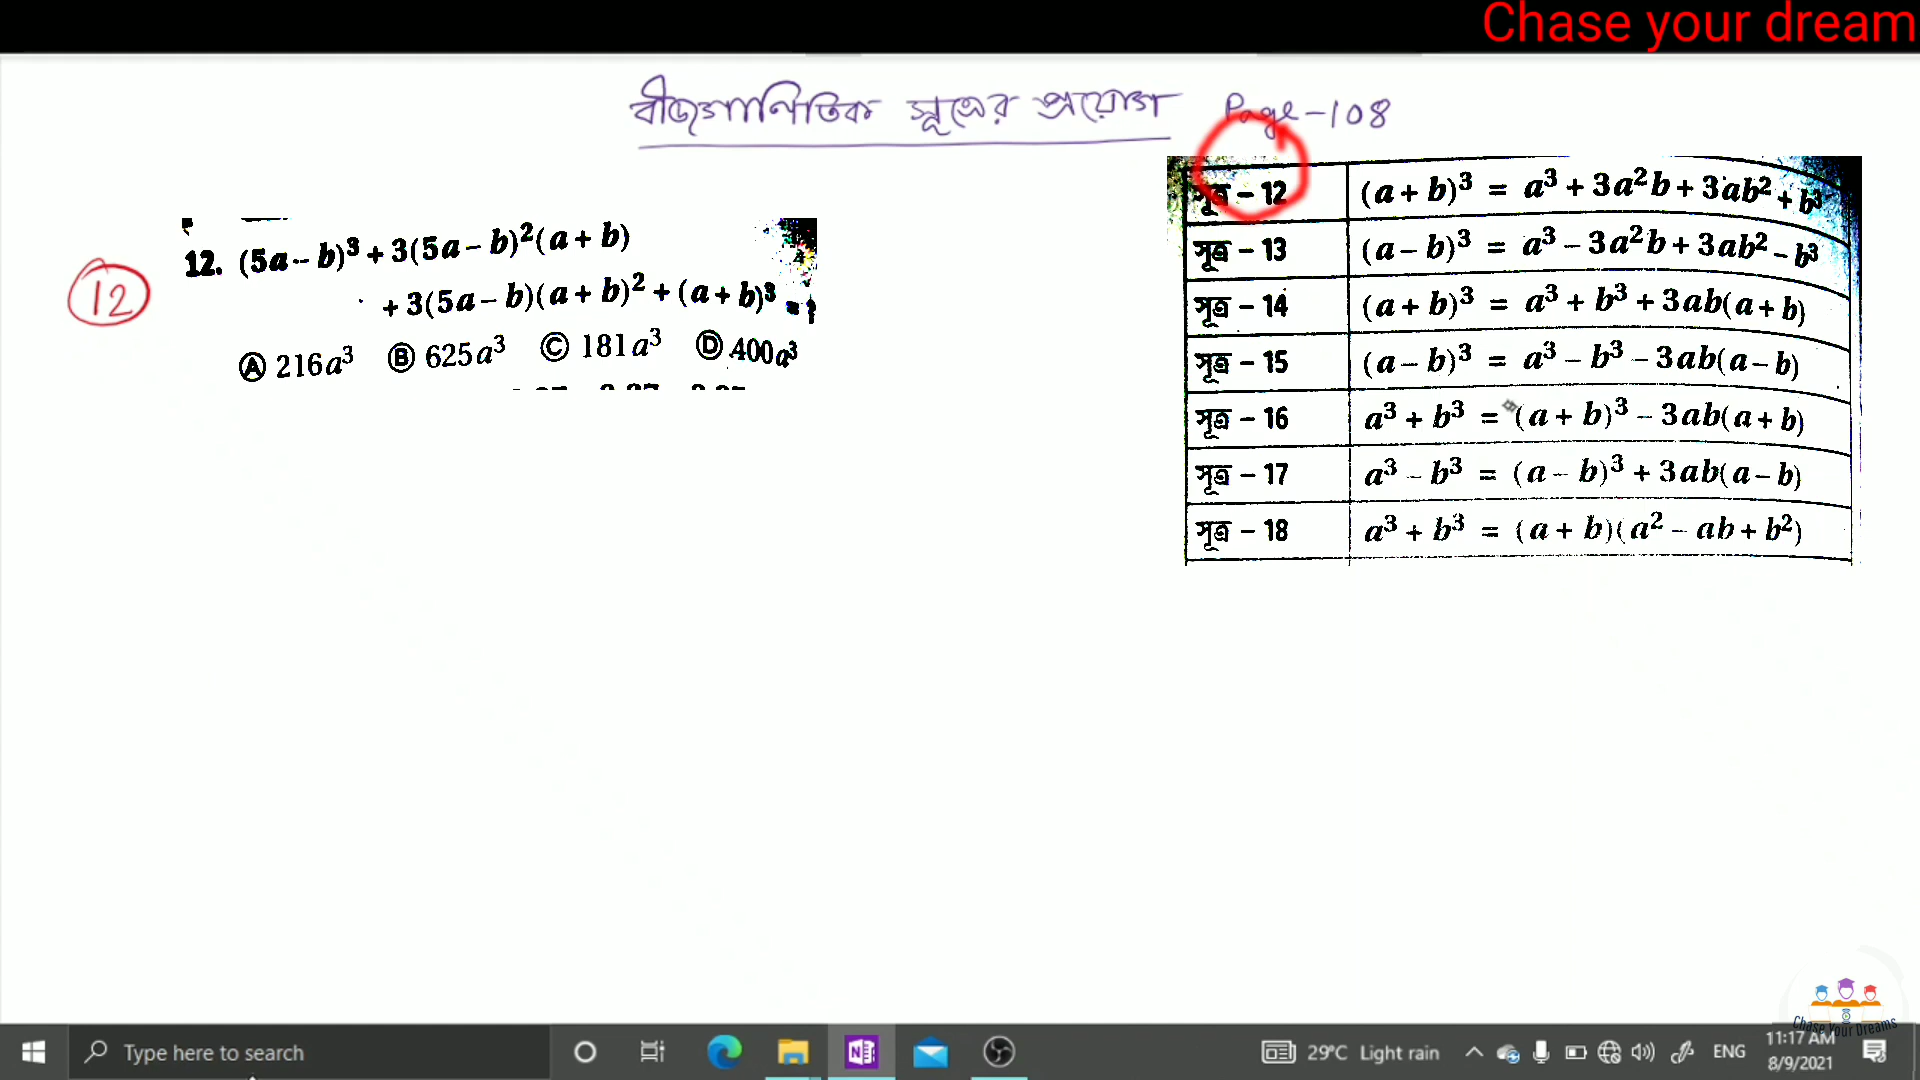 Chase your dream
বীজগাণিতিক সূত্রের প্রয়োগ Page-108
12
12. (5a - b)³ + 3(5a - b)²(a + b)
+ 3(5a - b)(a + b)² + (a + b)³ = ?
Ⓐ 216a³ Ⓑ 625a³ Ⓒ 181a³ Ⓓ 400a³
সূত্র - 12 (a + b)³ = a³ + 3a²b + 3ab² + b³
সূত্র - 13 (a - b)³ = a³ - 3a²b + 3ab² - b³
সূত্র - 14 (a + b)³ = a³ + b³ + 3ab(a + b)
সূত্র - 15 (a - b)³ = a³ - b³ - 3ab(a - b)
সূত্র - 16 a³ + b³ = (a + b)³ - 3ab(a + b)
সূত্র - 17 a³ - b³ = (a - b)³ + 3ab(a - b)
সূত্র - 18 a³ + b³ = (a + b)(a² - ab + b²)
Chase Your Dreams
Type here to search
29°C Light rain
ENG
11:17 AM
8/9/2021